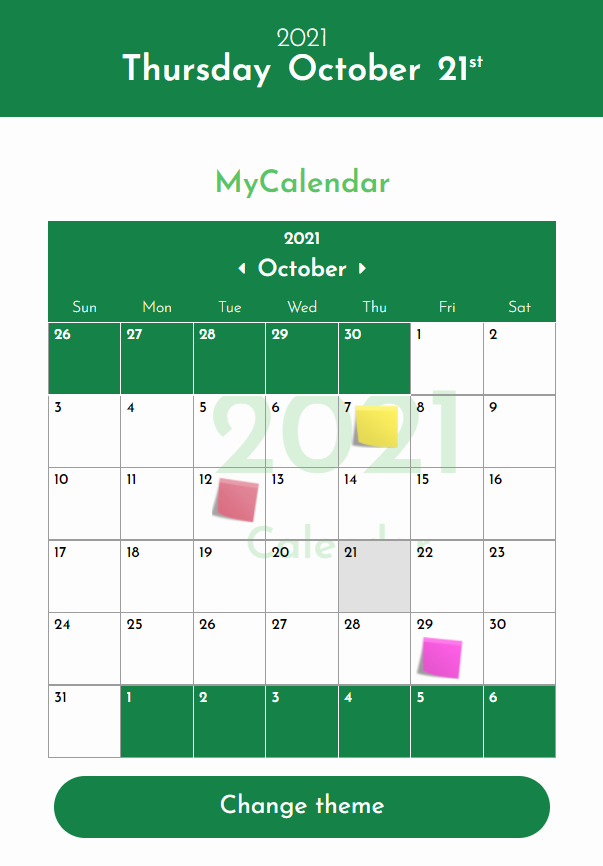 2021
Thursday October 21st
MyCalendar
2021
October
Sun Mon Tue Wed Thu Fri Sat
26 27 28 29 30 1 2
3 4 5 6 7 8 9
2021
10 11 12 13 14 15 16
Calendar
17 18 19 20 21 22 23
24 25 26 27 28 29 30
31 1 2 3 4 5 6
Change theme